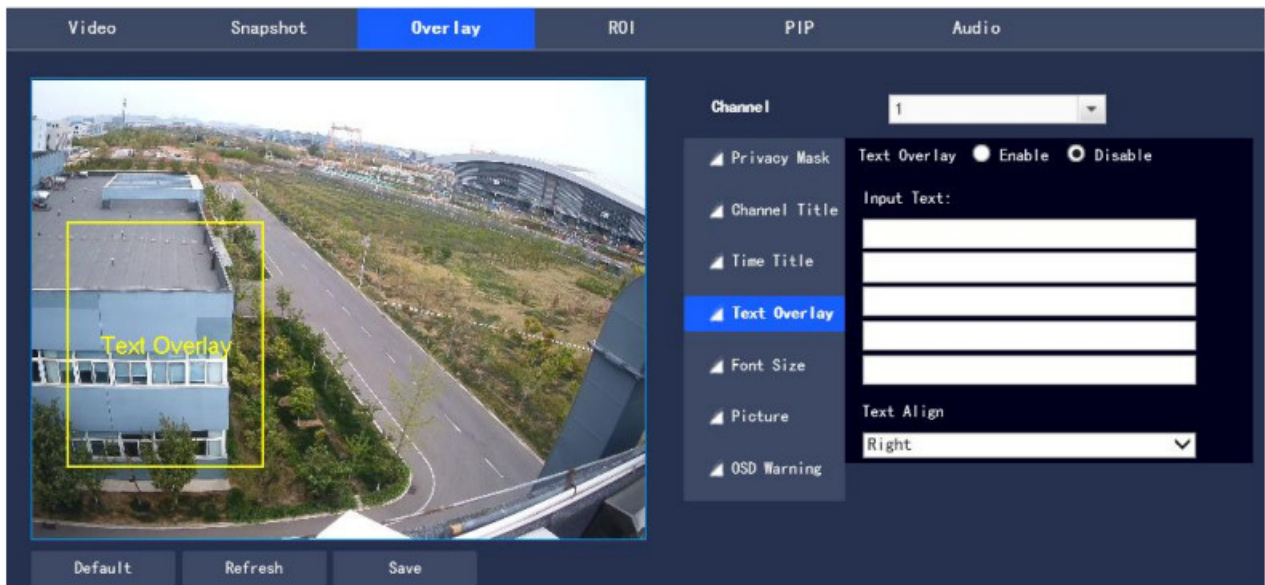 Video Snapshot Overlay ROI PIP Audio
Channel 1
Privacy Mask
Channel Title
Time Title
Text Overlay
Font Size
Picture
OSD Warning
Text Overlay Enable Disable
Input Text:
Text Align
Right
Text Overlay
Default Refresh Save